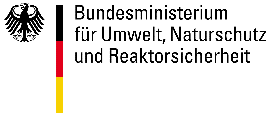 Bundesministerium
für Umwelt, Naturschutz
und Reaktorsicherheit